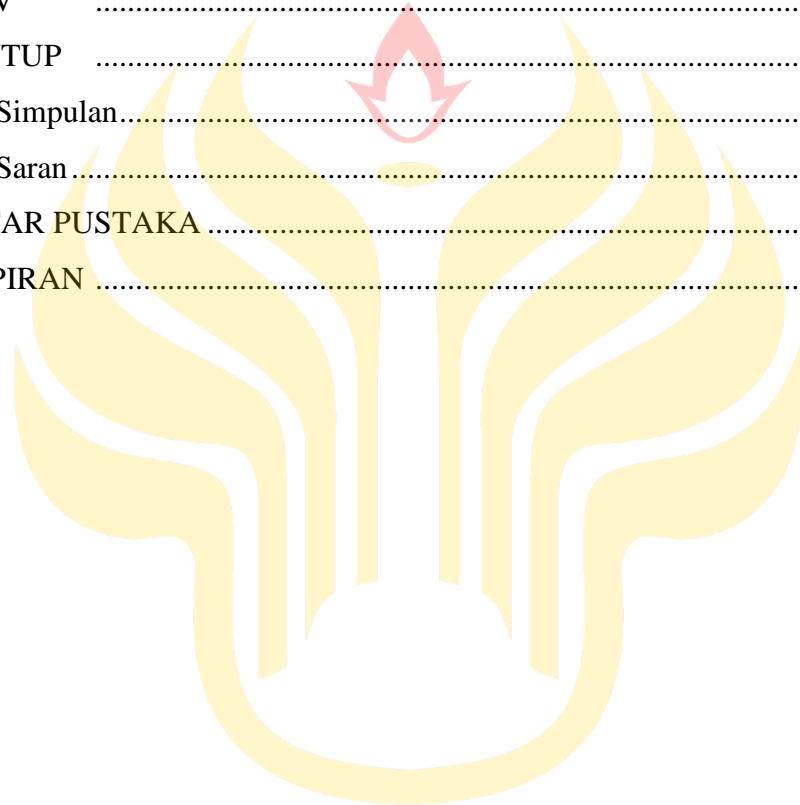 V ........................................................................................
TUP ........................................................................................
Simpulan.....................................................................................
Saran...........................................................................................
AR PUSTAKA ..........................................................................
PIRAN ........................................................................................